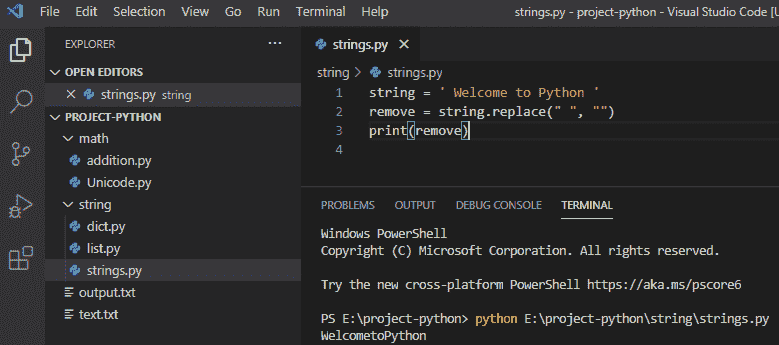 File Edit Selection View Go Run Terminal Help strings.py - project-python - Visual Studio Code [U
EXPLORER
OPEN EDITORS
strings.py string
PROJECT-PYTHON
math
addition.py
Unicode.py
string
dict.py
list.py
strings.py
output.txt
text.txt
strings.py
string > strings.py
1 string = ' Welcome to Python '
2 remove = string.replace(" ", "")
3 print(remove)
4
PROBLEMS OUTPUT DEBUG CONSOLE TERMINAL
Windows PowerShell
Copyright (C) Microsoft Corporation. All rights reserved.
Try the new cross-platform PowerShell https://aka.ms/pscore6
PS E:\project-python> python E:\project-python\string\strings.py
WelcometoPython